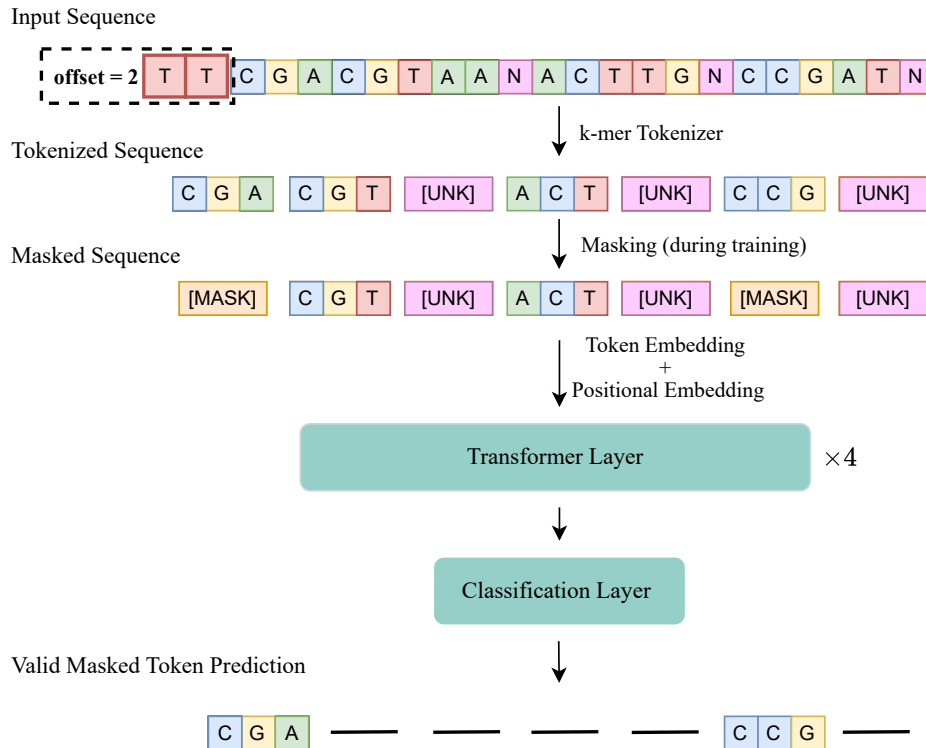 Input Sequence
offset = 2 T T C G A C G T A A N A C T T G N C C G A T N
k-mer Tokenizer
Tokenized Sequence
C G A C G T [UNK] A C T [UNK] C C G [UNK]
Masking (during training)
Masked Sequence
[MASK] C G T [UNK] A C T [UNK] [MASK] [UNK]
Token Embedding
+
Positional Embedding
Transformer Layer ×4
Classification Layer
Valid Masked Token Prediction
C G A C C G